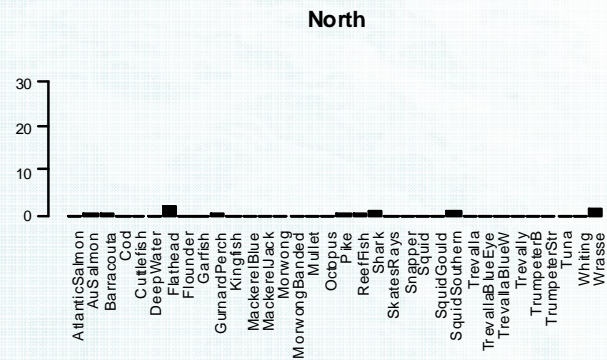 North
30
20
10
0
AtlanticSalmon
AuSalmon
Barracouta
Cod
Cuttlefish
DeepWater
Flathead
Flounder
Garfish
GurnardPerch
Kingfish
MackerelBlue
MackerelJack
Morwong
MorwongBanded
Mullet
Octopus
Pike
ReefFish
Shark
SkatesRays
Snapper
Squid
SquidGould
SquidSouthern
Trevalla
TrevallaBlueEye
TrevallaBlueW
Trevally
TrumpeterB
TrumpeterStr
Tuna
Whiting
Wrasse